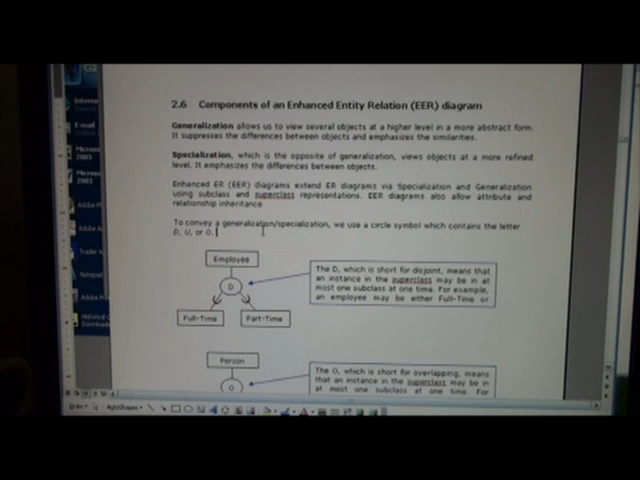 Microso
2003
Microso
2003
Notepad
2.6 Components of an Enhanced Entity Relation (EER) diagram
Generalization allows us to view several objects at a higher level in a more abstract form.
It suppresses the differences between objects and emphasizes the similarities.
Specialization, which is the opposite of generalization, views objects at a more refined
level. It emphasizes the differences between objects.
Enhanced ER (EER) diagrams extend ER diagrams via Specialization and Generalization
using subclass and superclass representations. EER diagrams also allow attribute and
relationship inheritance
To convey a generalization/specialization, we use a circle symbol which contains the letter
D, U, or O.
Employee
D
Full-Time
Part-Time
The D, which is short for disjoint, means that
an instance in the superclass may be in at
most one subclass at one time. For example,
an employee may be either Full-Time or
Person
O
The O, which is short for overlapping, means
that an instance in the superclass may be in
at most one subclass at one time. For
Draw
AutoShapes